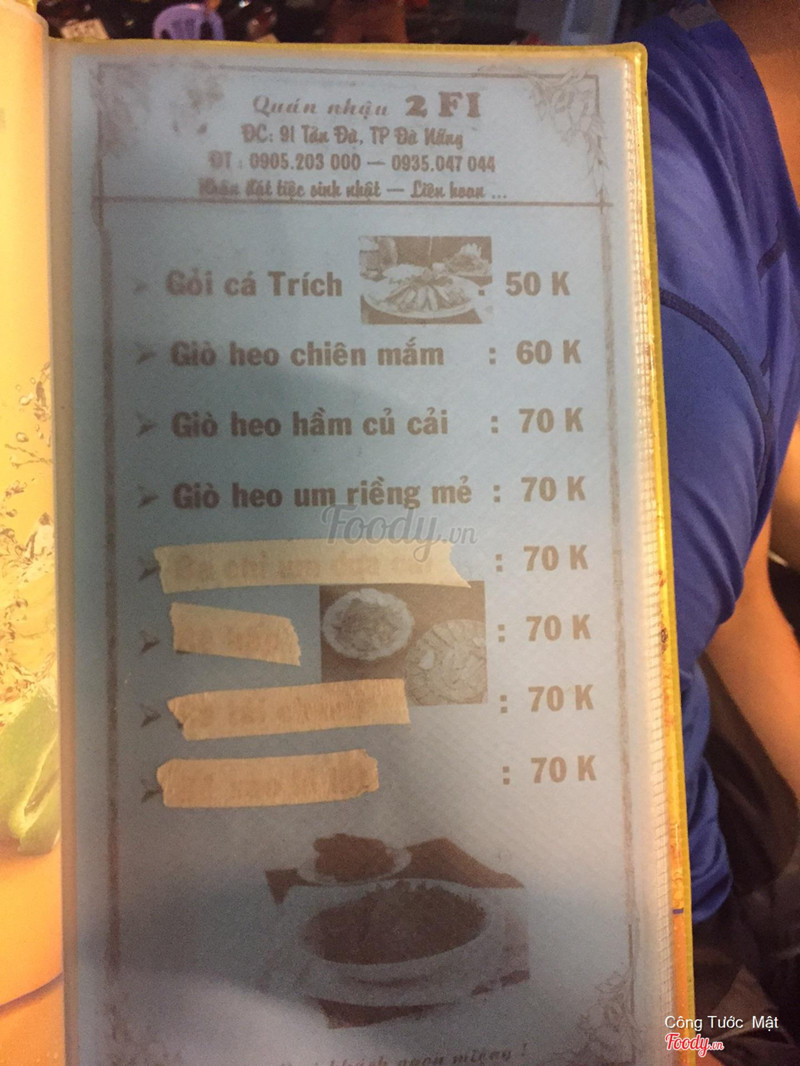 Quán nhậu 2 FI
ĐC: 91 Tản Đà, TP Đà Nẵng
ĐT : 0905.203 000 — 0935.047 044
Nhận đặt tiệc sinh nhật — Liên hoan ...
➤ Gỏi cá Trích : 50 K
➤ Giò heo chiên mắm : 60 K
➤ Giò heo hầm củ cải : 70 K
➤ Giò heo um riềng mẻ : 70 K
Foody.vn
➤ : 70 K
➤ : 70 K
➤ : 70 K
➤ : 70 K
khách ngon miệng !
Công Tước Mật
Foody.vn